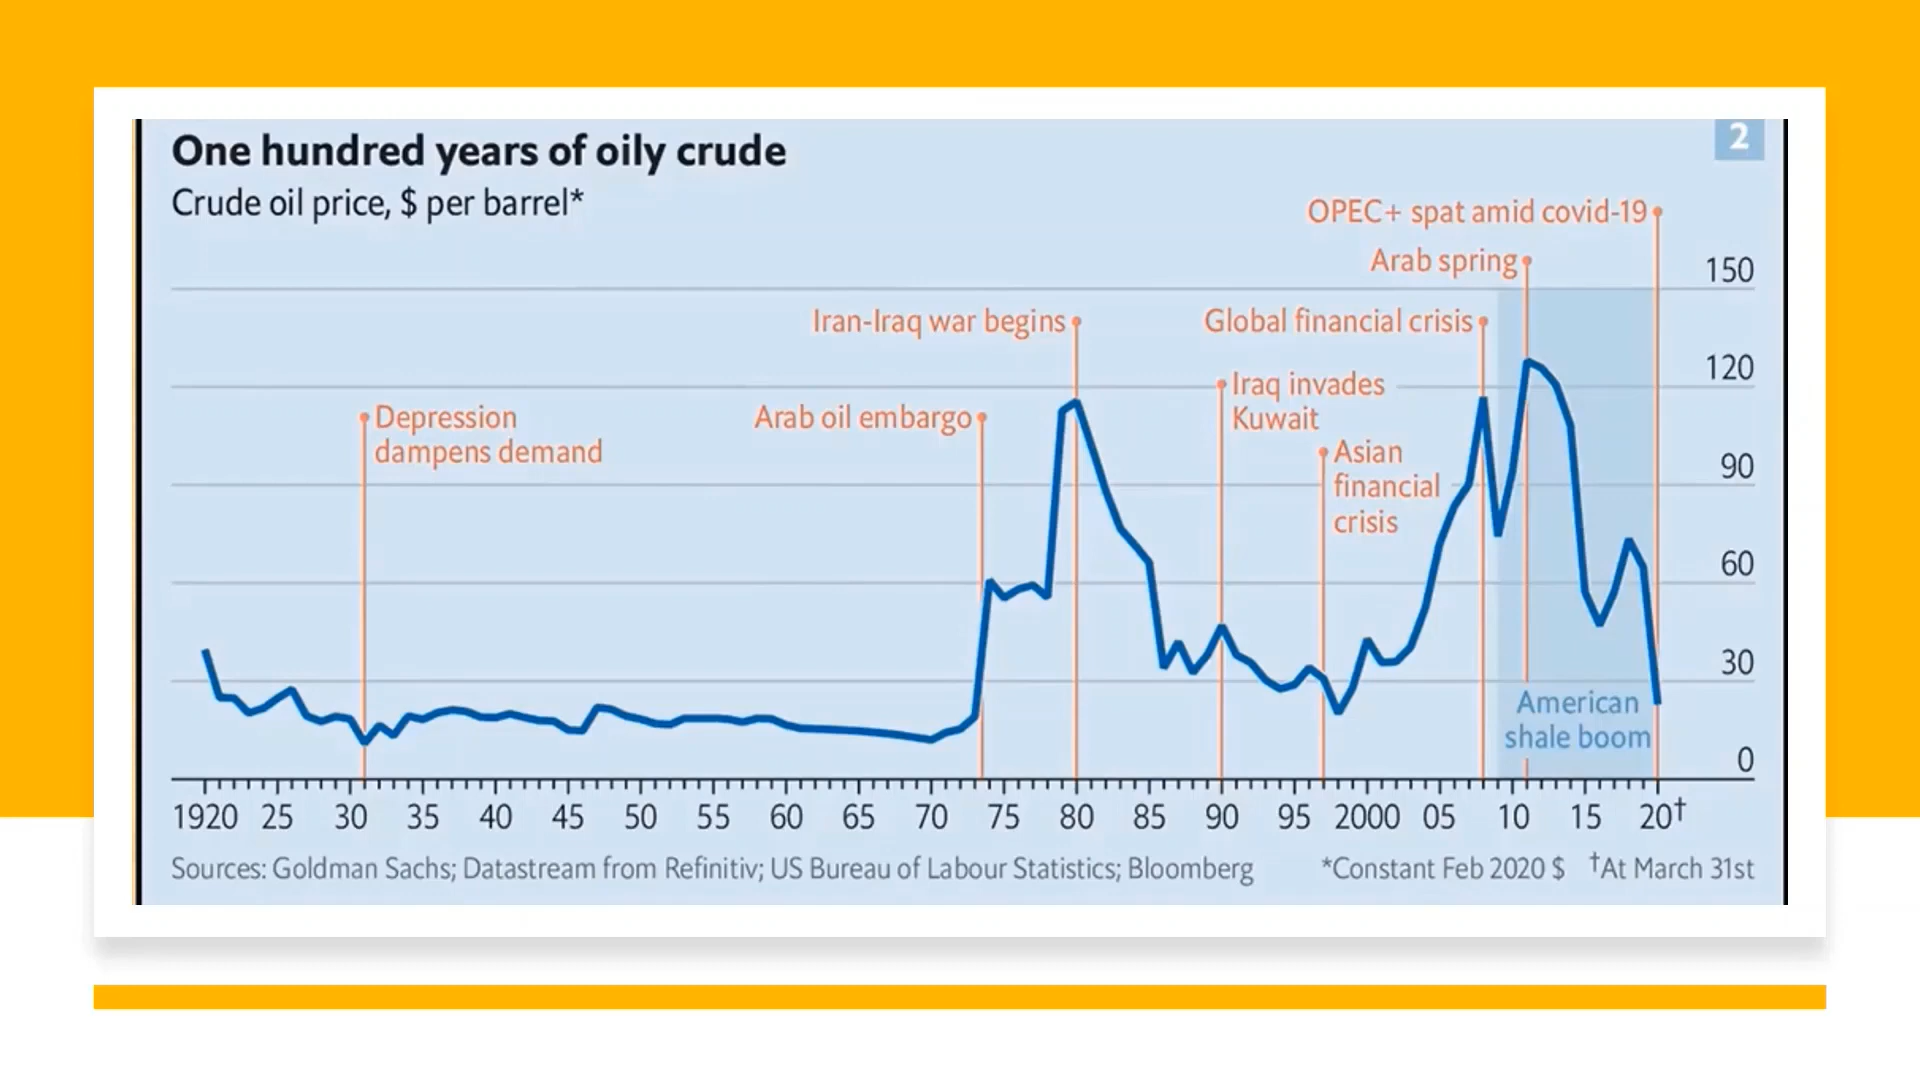 One hundred years of oily crude
2
Crude oil price, $ per barrel*
OPEC+ spat amid covid-19
Arab spring
150
Iran-Iraq war begins
Global financial crisis
120
Iraq invades
Kuwait
Depression
dampens demand
Arab oil embargo
Asian
financial
crisis
90
60
30
American
shale boom
0
1920 25 30 35 40 45 50 55 60 65 70 75 80 85 90 95 2000 05 10 15 20†
Sources: Goldman Sachs; Datastream from Refinitiv; US Bureau of Labour Statistics; Bloomberg
*Constant Feb 2020 $ †At March 31st